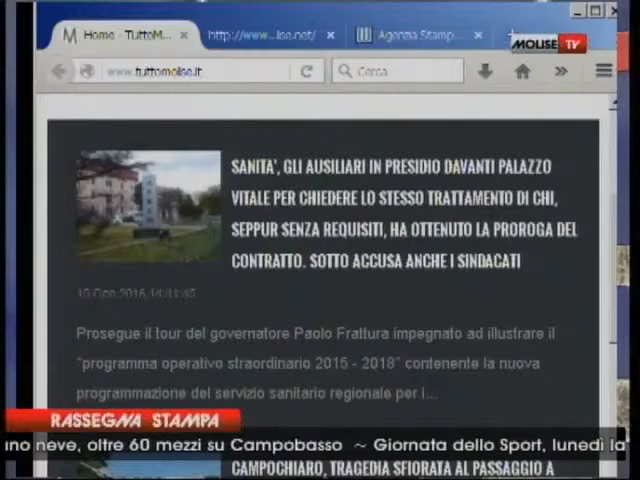 Home - TuttoM... × http://www...lise.net/ × Agenzia Stamp... ×
MOLISE TV
www.tuttomolise.it
Cerca
SANITA', GLI AUSILIARI IN PRESIDIO DAVANTI PALAZZO
VITALE PER CHIEDERE LO STESSO TRATTAMENTO DI CHI,
SEPPUR SENZA REQUISITI, HA OTTENUTO LA PROROGA DEL
CONTRATTO. SOTTO ACCUSA ANCHE I SINDACATI
Prosegue il tour del governatore Paolo Frattura impegnato ad illustrare il
"programma operativo straordinario 2015 - 2018" contenente la nuova
programmazione del servizio sanitario regionale per i...
RASSEGNA STAMPA
uno neve, oltre 60 mezzi su Campobasso ~ Giornata dello Sport, lunedì la
CAMPOCHIARO, TRAGEDIA SFIORATA AL PASSAGGIO A